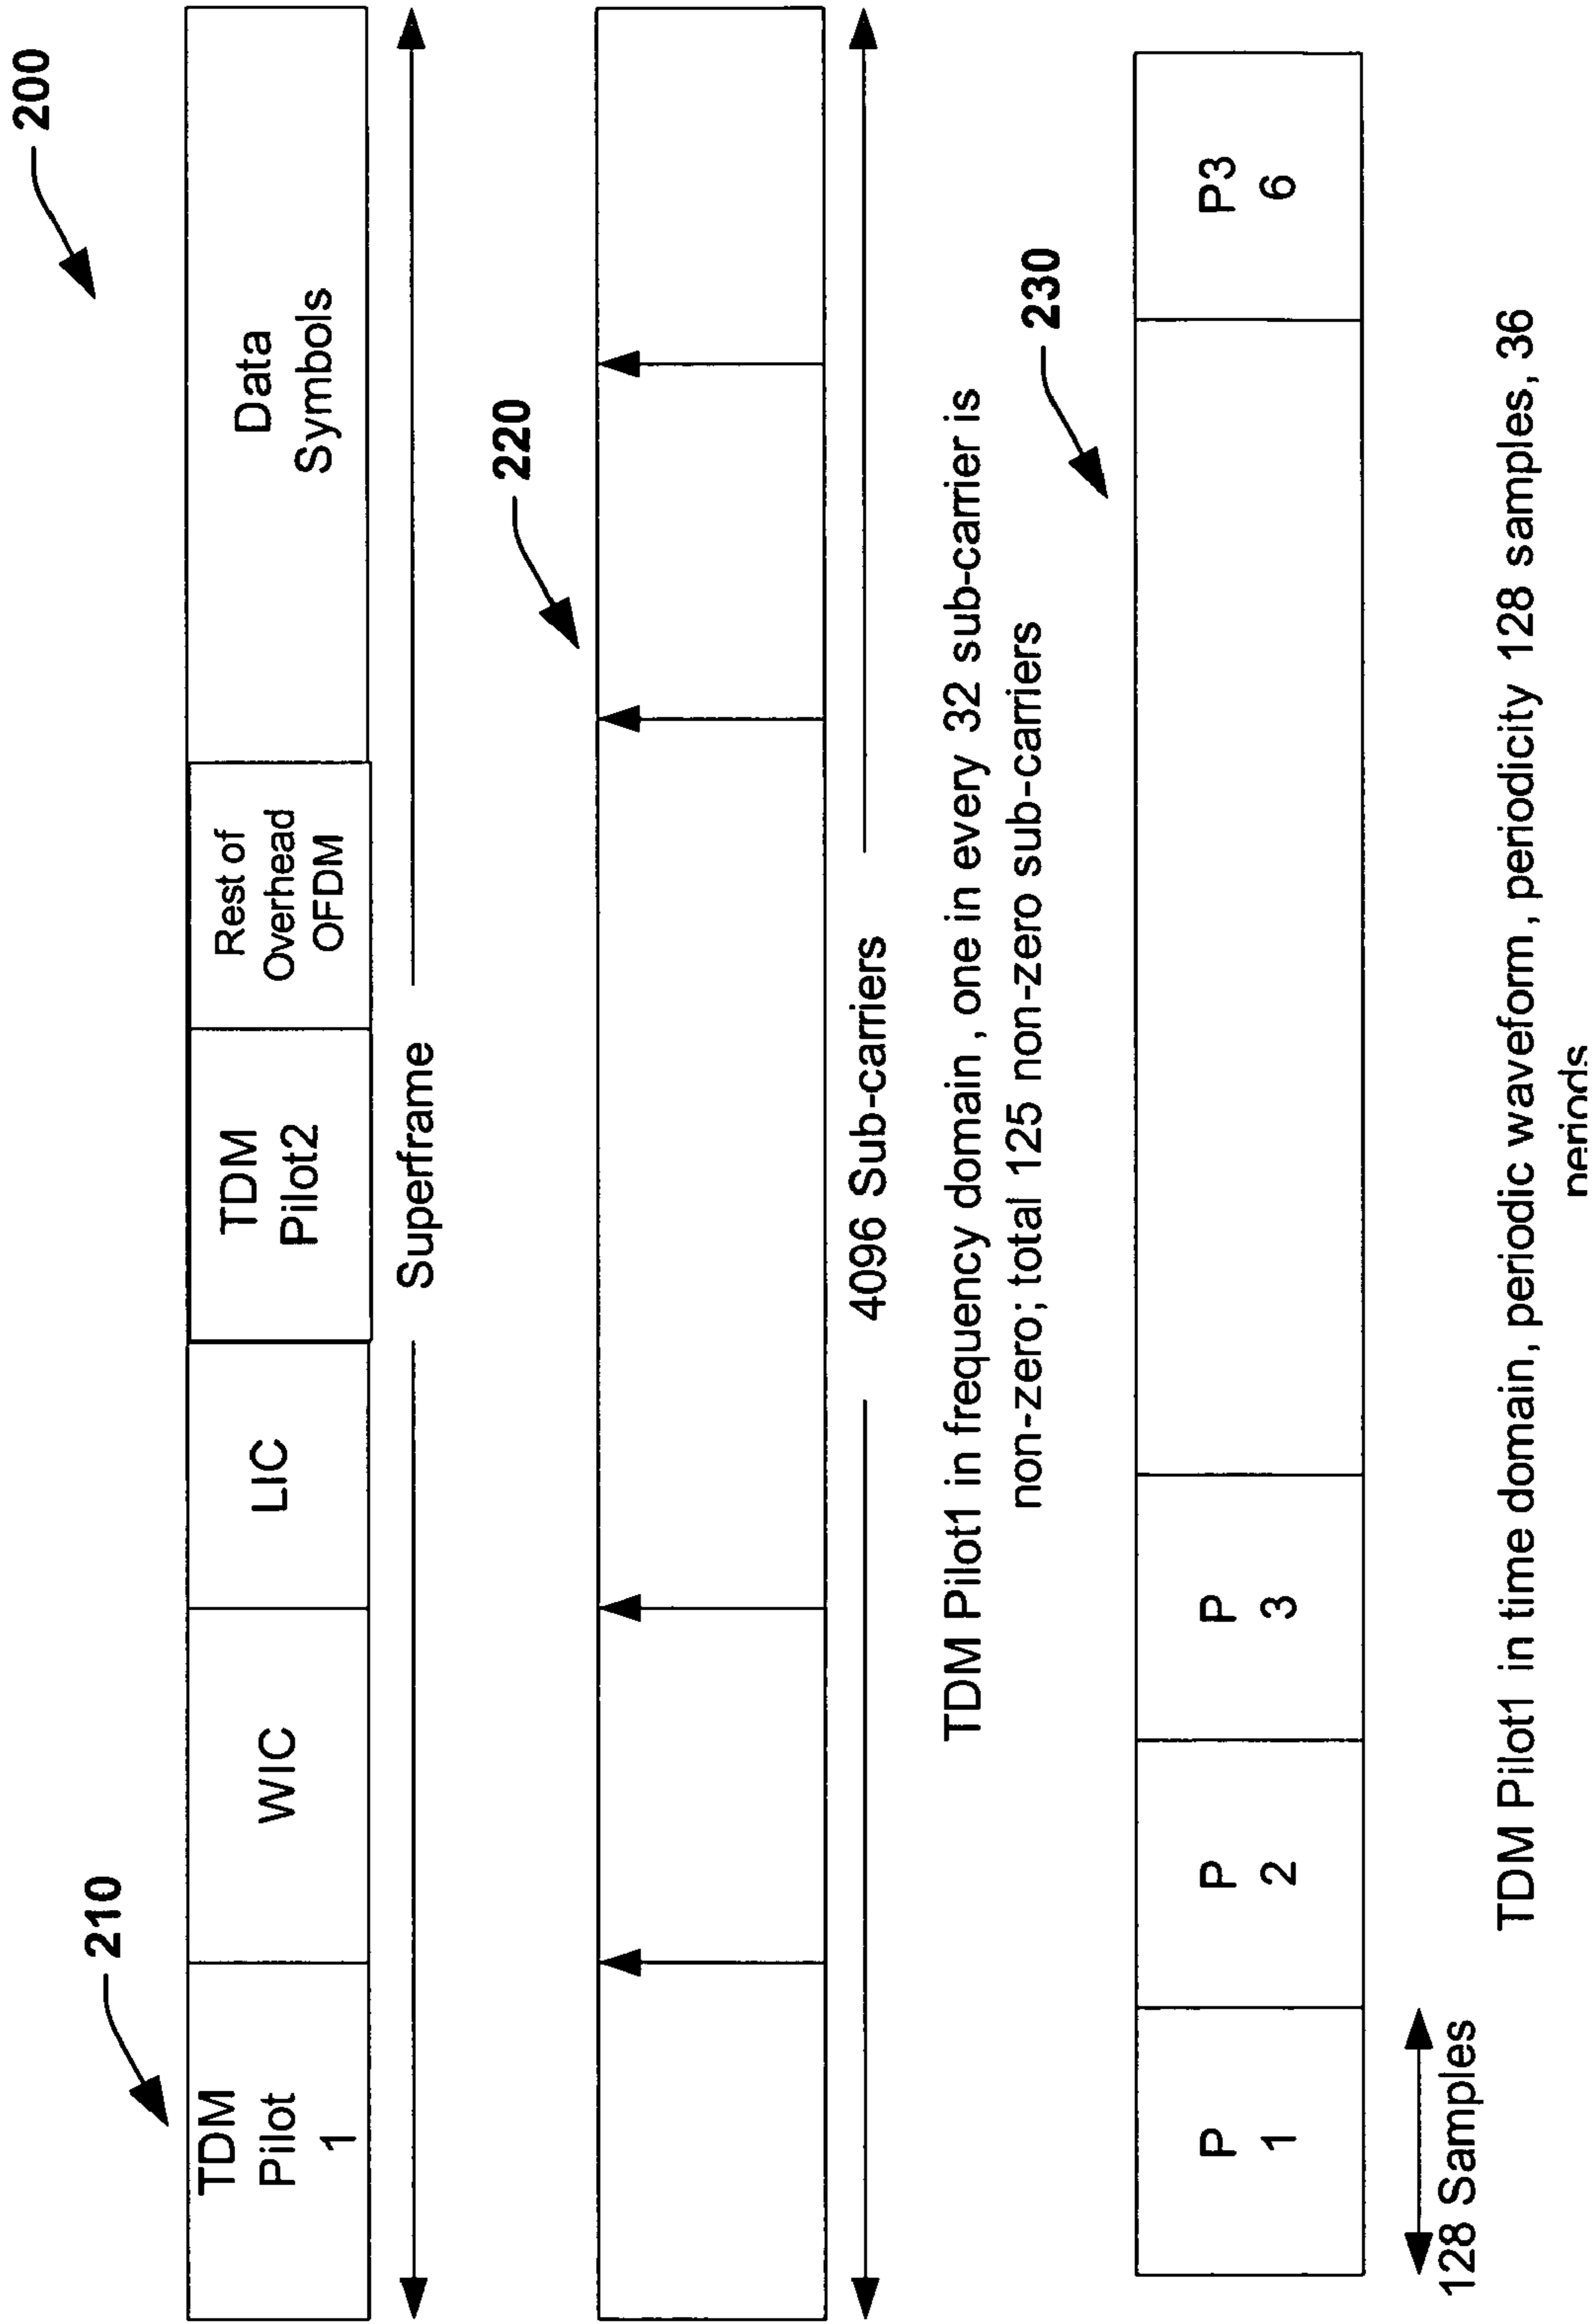 200
210
TDM
Pilot
1
WIC
LIC
TDM
Pilot2
Rest of
Overhead
OFDM
Data
Symbols
Superframe
220
4096 Sub-carriers
TDM Pilot1 in frequency domain , one in every 32 sub-carrier is
non-zero; total 125 non-zero sub-carriers
230
P
1
P
2
P
3
P3
6
128 Samples
TDM Pilot1 in time domain, periodic waveform , periodicity 128 samples, 36
periods